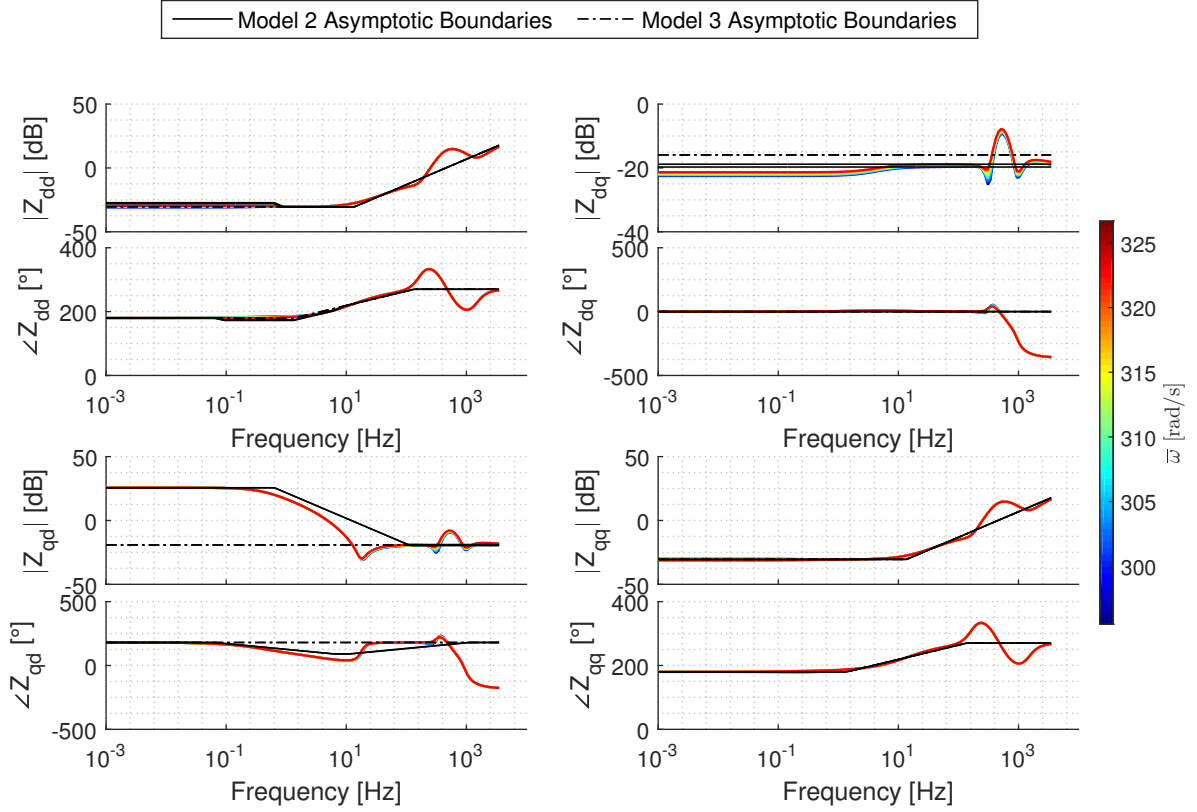 Model 2 Asymptotic Boundaries Model 3 Asymptotic Boundaries
50
0
-50
|Z_dd| [dB]
400
200
0
∠Z_dd [°]
10^-3 10^-1 10^1 10^3
Frequency [Hz]
0
-20
-40
|Z_dq| [dB]
500
0
-500
∠Z_dq [°]
10^-3 10^-1 10^1 10^3
Frequency [Hz]
50
0
-50
|Z_qd| [dB]
500
0
-500
∠Z_qd [°]
10^-3 10^-1 10^1 10^3
Frequency [Hz]
50
0
-50
|Z_qq| [dB]
400
200
0
∠Z_qq [°]
10^-3 10^-1 10^1 10^3
Frequency [Hz]
325
320
315
310
305
300
ω̅ [rad/s]